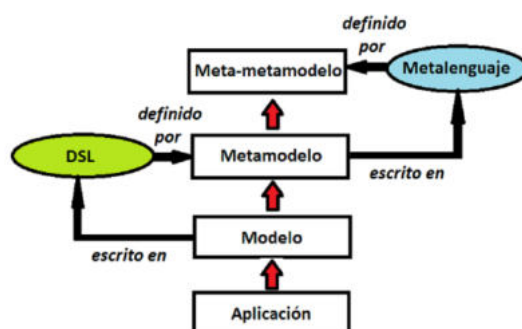 definido
por
Meta-metamodelo
Metalenguaje
definido
por
DSL
Metamodelo
escrito en
Modelo
escrito en
Aplicación